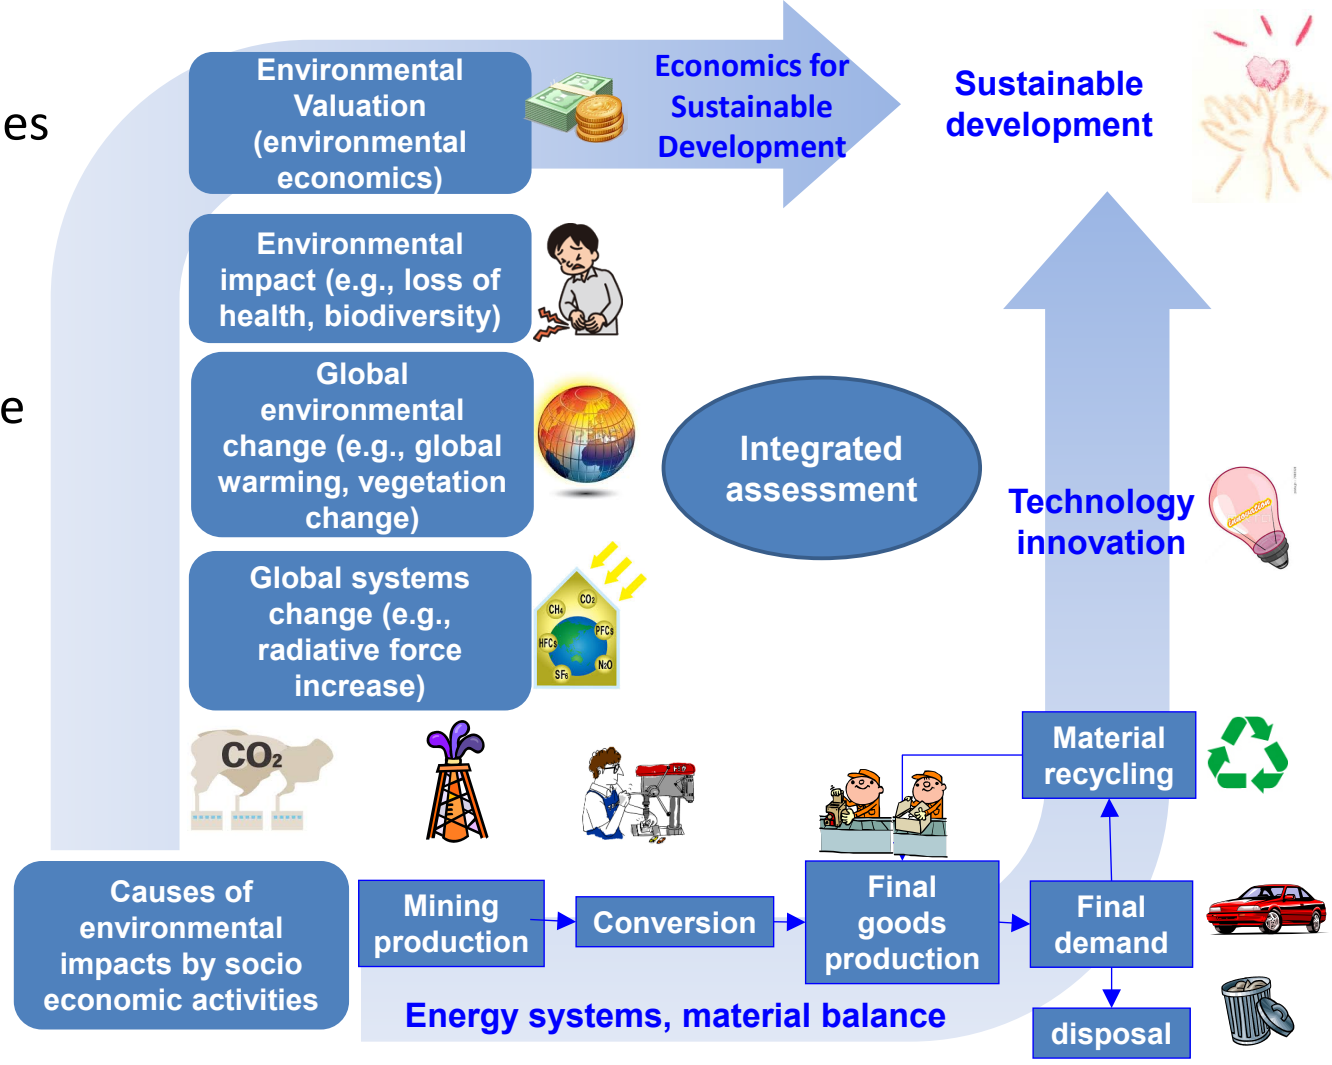 es
e
Environmental
Valuation
(environmental
economics)
Economics for
Sustainable
Development
Sustainable
development
Environmental
impact (e.g., loss of
health, biodiversity)
Global
environmental
change (e.g., global
warming, vegetation
change)
Integrated
assessment
Technology
innovation
innovation
Global systems
change (e.g.,
radiative force
increase)
CH4
CO2
HFCs
PFCs
SF6
N2O
CO2
Material
recycling
Causes of
environmental
impacts by socio
economic activities
Mining
production
Conversion
Final
goods
production
Final
demand
disposal
Energy systems, material balance